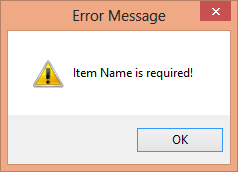 Error Message
Item Name is required!
OK